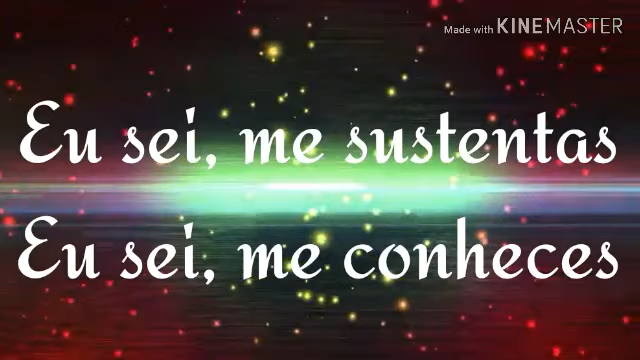 Made with KINEMASTER
Eu sei, me sustentas
Eu sei, me conheces